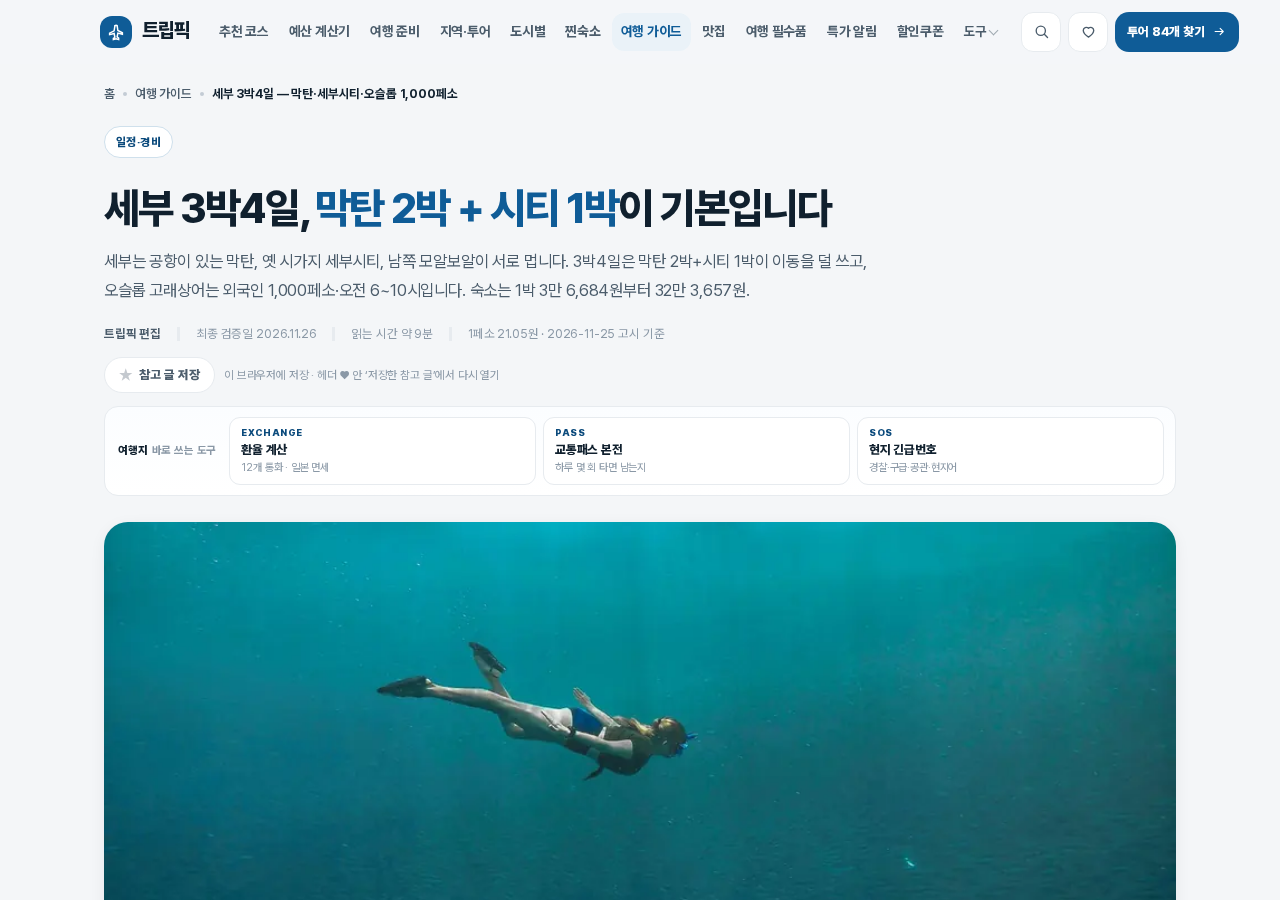 트립픽
추천 코스 예산 계산기 여행 준비 지역·투어 도시별 찐숙소 여행 가이드 맛집 여행 필수품 특가 알림 할인쿠폰 도구
투어 84개 찾기 →
홈 • 여행 가이드 • 세부 3박4일 — 막탄·세부시티·오슬롭 1,000페소
일정·경비
세부 3박4일, 막탄 2박 + 시티 1박이 기본입니다
세부는 공항이 있는 막탄, 옛 시가지 세부시티, 남쪽 모알보알이 서로 멉니다. 3박4일은 막탄 2박+시티 1박이 이동을 덜 쓰고,
오슬롭 고래상어는 외국인 1,000페소·오전 6~10시입니다. 숙소는 1박 3만 6,684원부터 32만 3,657원.
트립픽 편집 | 최종 검증일 2026.11.26 | 읽는 시간 약 9분 | 1페소 21.05원 · 2026-11-25 고시 기준
★ 참고 글 저장 이 브라우저에 저장 · 헤더 ♥ 안 ‘저장한 참고 글’에서 다시 열기
여행지 바로 쓰는 도구
EXCHANGE
환율 계산
12개 통화 · 일본 면세
PASS
교통패스 본전
하루 몇 회 타면 남는지
SOS
현지 긴급번호
경찰·구급·공관·현지어